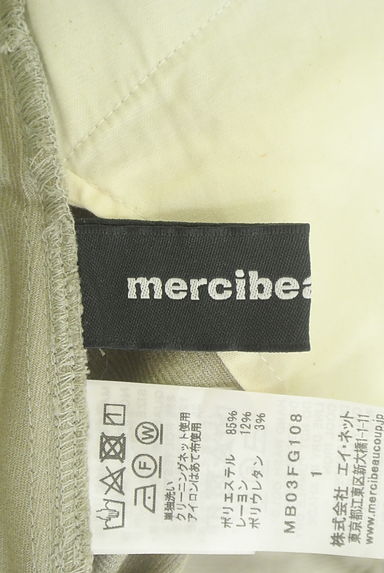 mercibea
単独洗い
クリーニングネット使用
アイロンはあて布使用
ポリエステル 85%
レーヨン 12%
ポリウレタン 3%
MB03FG108
1
株式会社 エイ・ネット
東京都江東区新大橋1-1-11
www.mercibeaucoup.jp